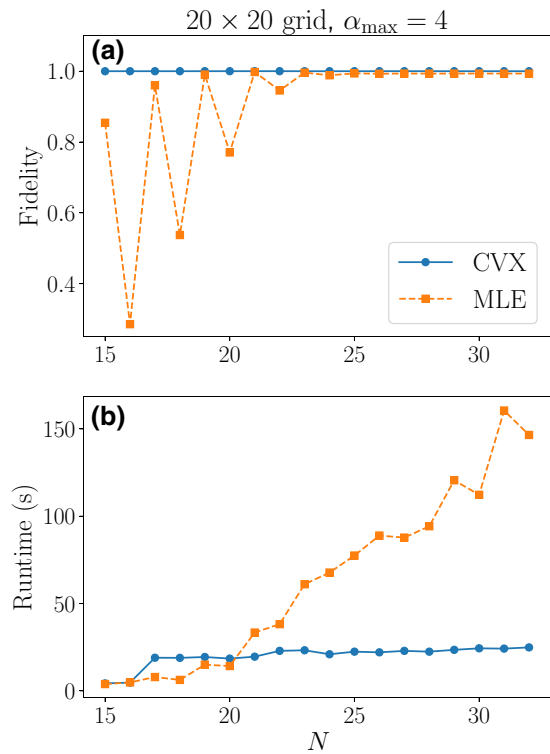 20 × 20 grid, α_max = 4
(a)
1.0
0.8
0.6
0.4
Fidelity
CVX
MLE
15
20
25
30
(b)
150
100
50
0
Runtime (s)
15
20
25
30
N